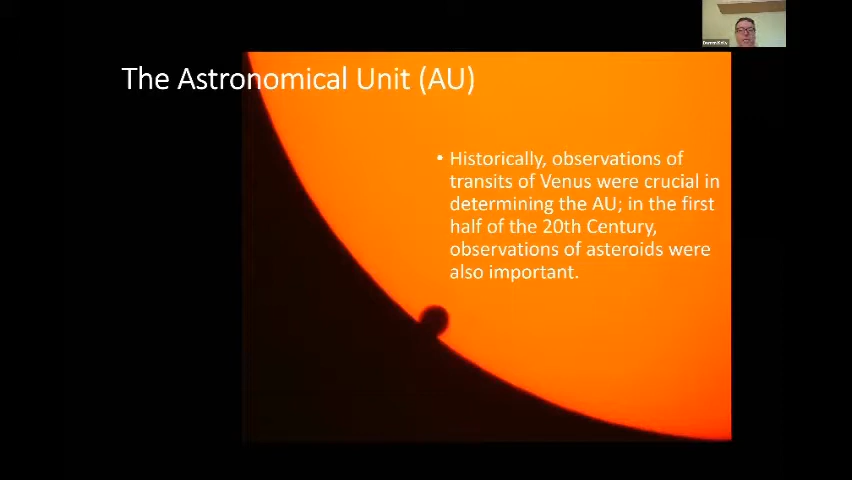 The Astronomical Unit (AU)
• Historically, observations of
transits of Venus were crucial in
determining the AU; in the first
half of the 20th Century,
observations of asteroids were
also important.